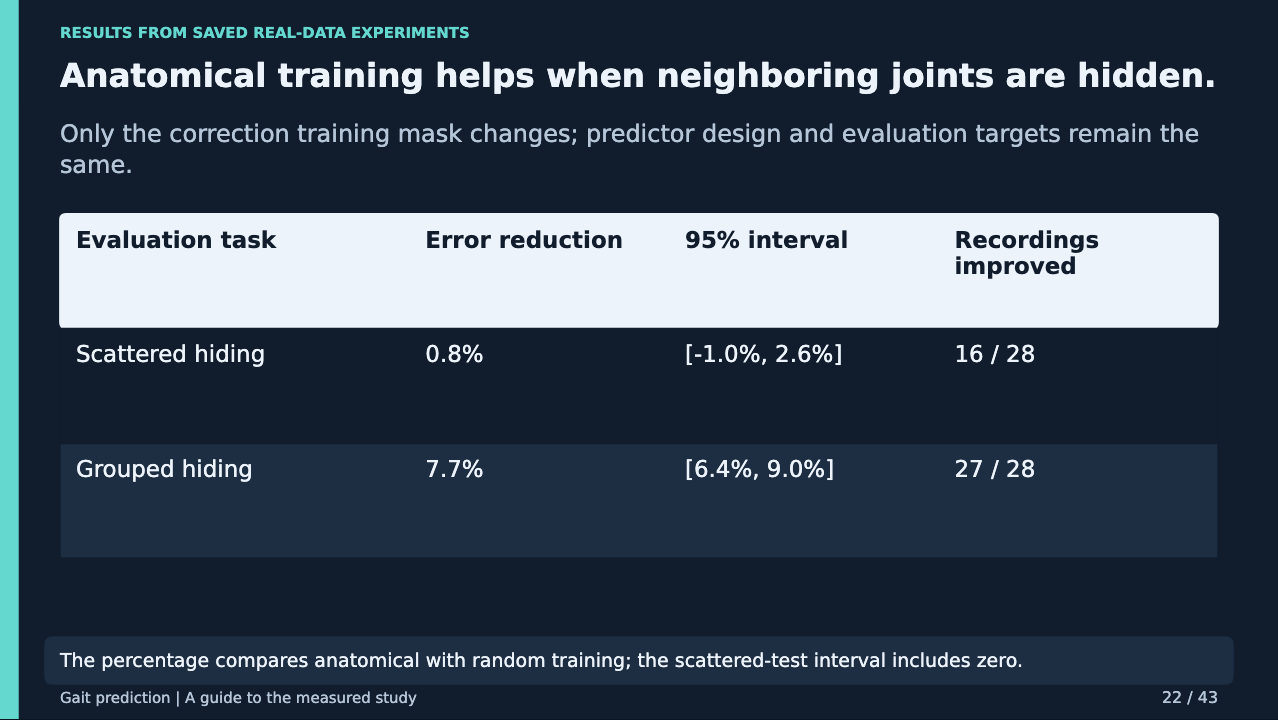 RESULTS FROM SAVED REAL-DATA EXPERIMENTS
Anatomical training helps when neighboring joints are hidden.
Only the correction training mask changes; predictor design and evaluation targets remain the
same.
Evaluation task Error reduction 95% interval Recordings
improved
Scattered hiding 0.8% [-1.0%, 2.6%] 16 / 28
Grouped hiding 7.7% [6.4%, 9.0%] 27 / 28
The percentage compares anatomical with random training; the scattered-test interval includes zero.
Gait prediction | A guide to the measured study 22 / 43